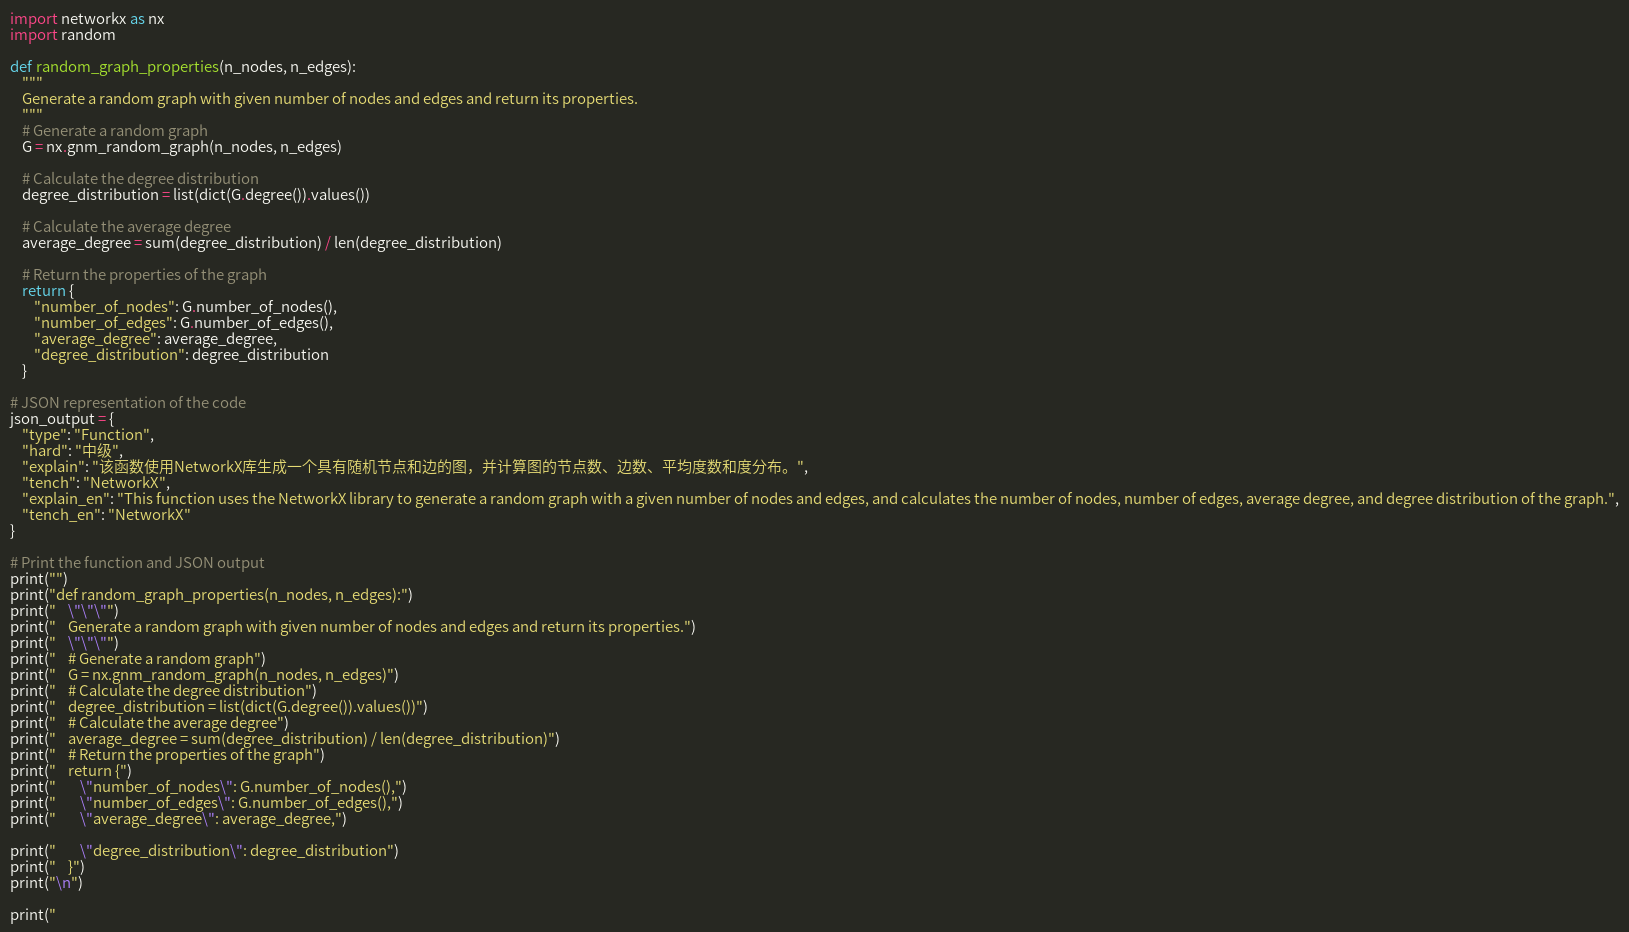 import networkx as nx
import random
def random_graph_properties(n_nodes, n_edges):
    """
    Generate a random graph with given number of nodes and edges and return its properties.
    """
    # Generate a random graph
    G = nx.gnm_random_graph(n_nodes, n_edges)
    # Calculate the degree distribution
    degree_distribution = list(dict(G.degree()).values())
    # Calculate the average degree
    average_degree = sum(degree_distribution) / len(degree_distribution)
    # Return the properties of the graph
    return {
        "number_of_nodes": G.number_of_nodes(),
        "number_of_edges": G.number_of_edges(),
        "average_degree": average_degree,
        "degree_distribution": degree_distribution
    }
# JSON representation of the code
json_output = {
    "type": "Function",
    "hard": "中级",
    "explain": "该函数使用NetworkX库生成一个具有随机节点和边的图，并计算图的节点数、边数、平均度数和度分布。",
    "tench": "NetworkX",
    "explain_en": "This function uses the NetworkX library to generate a random graph with a given number of nodes and edges, and calculates the number of nodes, number of edges, average degree, and degree distribution of the graph.",
    "tench_en": "NetworkX"
}
# Print the function and JSON output
print("")
print("def random_graph_properties(n_nodes, n_edges):")
print("    \"\"\"")
print("    Generate a random graph with given number of nodes and edges and return its properties.")
print("    \"\"\"")
print("    # Generate a random graph")
print("    G = nx.gnm_random_graph(n_nodes, n_edges)")
print("    # Calculate the degree distribution")
print("    degree_distribution = list(dict(G.degree()).values())")
print("    # Calculate the average degree")
print("    average_degree = sum(degree_distribution) / len(degree_distribution)")
print("    # Return the properties of the graph")
print("    return {")
print("        \"number_of_nodes\": G.number_of_nodes(),")
print("        \"number_of_edges\": G.number_of_edges(),")
print("        \"average_degree\": average_degree,")
print("        \"degree_distribution\": degree_distribution")
print("    }")
print("\n")
print("